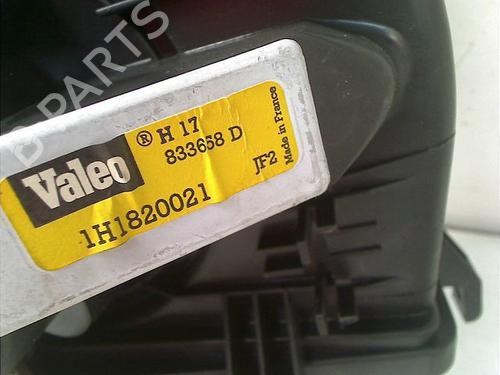 B PARTS
Valeo
® H 17
833658 D
JF2
Made in France
1H1820021